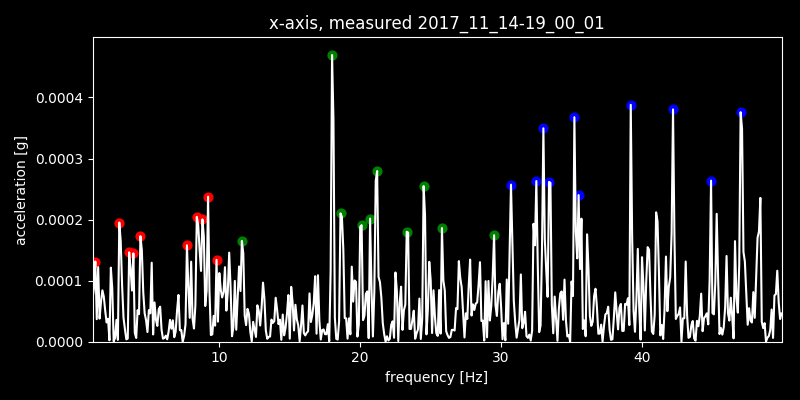 x-axis, measured 2017_11_14-19_00_01
acceleration [g]
0.0004
0.0003
0.0002
0.0001
0.0000
10 20 30 40
frequency [Hz]